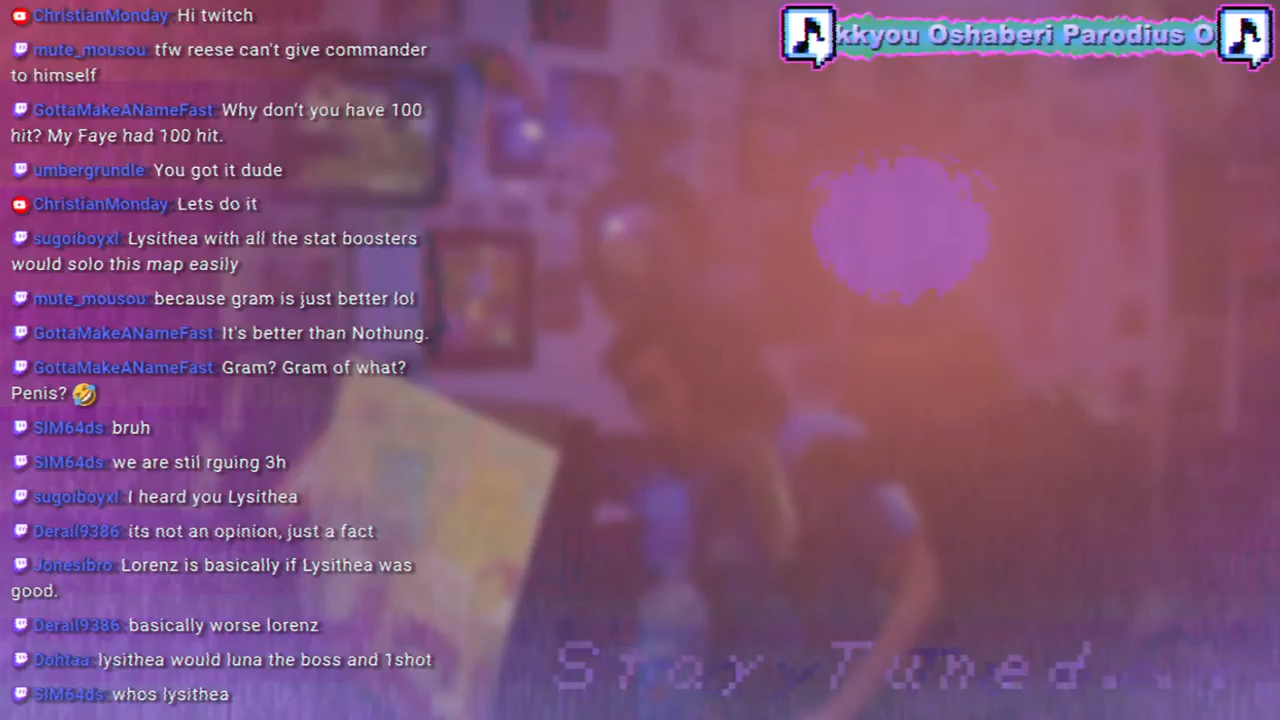 ChristianMonday: Hi twitch
mute_mousou: tfw reese can't give commander
to himself
GottaMakeANameFast: Why don't you have 100
hit? My Faye had 100 hit.
umbergrundle: You got it dude
ChristianMonday: Lets do it
sugoiboyxl: Lysithea with all the stat boosters
would solo this map easily
mute_mousou: because gram is just better lol
GottaMakeANameFast: It's better than Nothung.
GottaMakeANameFast: Gram? Gram of what?
Penis? 🤣
SIM64ds: bruh
SIM64ds: we are stil rguing 3h
sugoiboyxl: I heard you Lysithea
Derail9386: its not an opinion, just a fact
Jonesibro: Lorenz is basically if Lysithea was
good.
Derail9386: basically worse lorenz
Dohtaa: lysithea would luna the boss and 1shot
SIM64ds: whos lysithea
kkyou Oshaberi Parodius O
Stay Tuned...